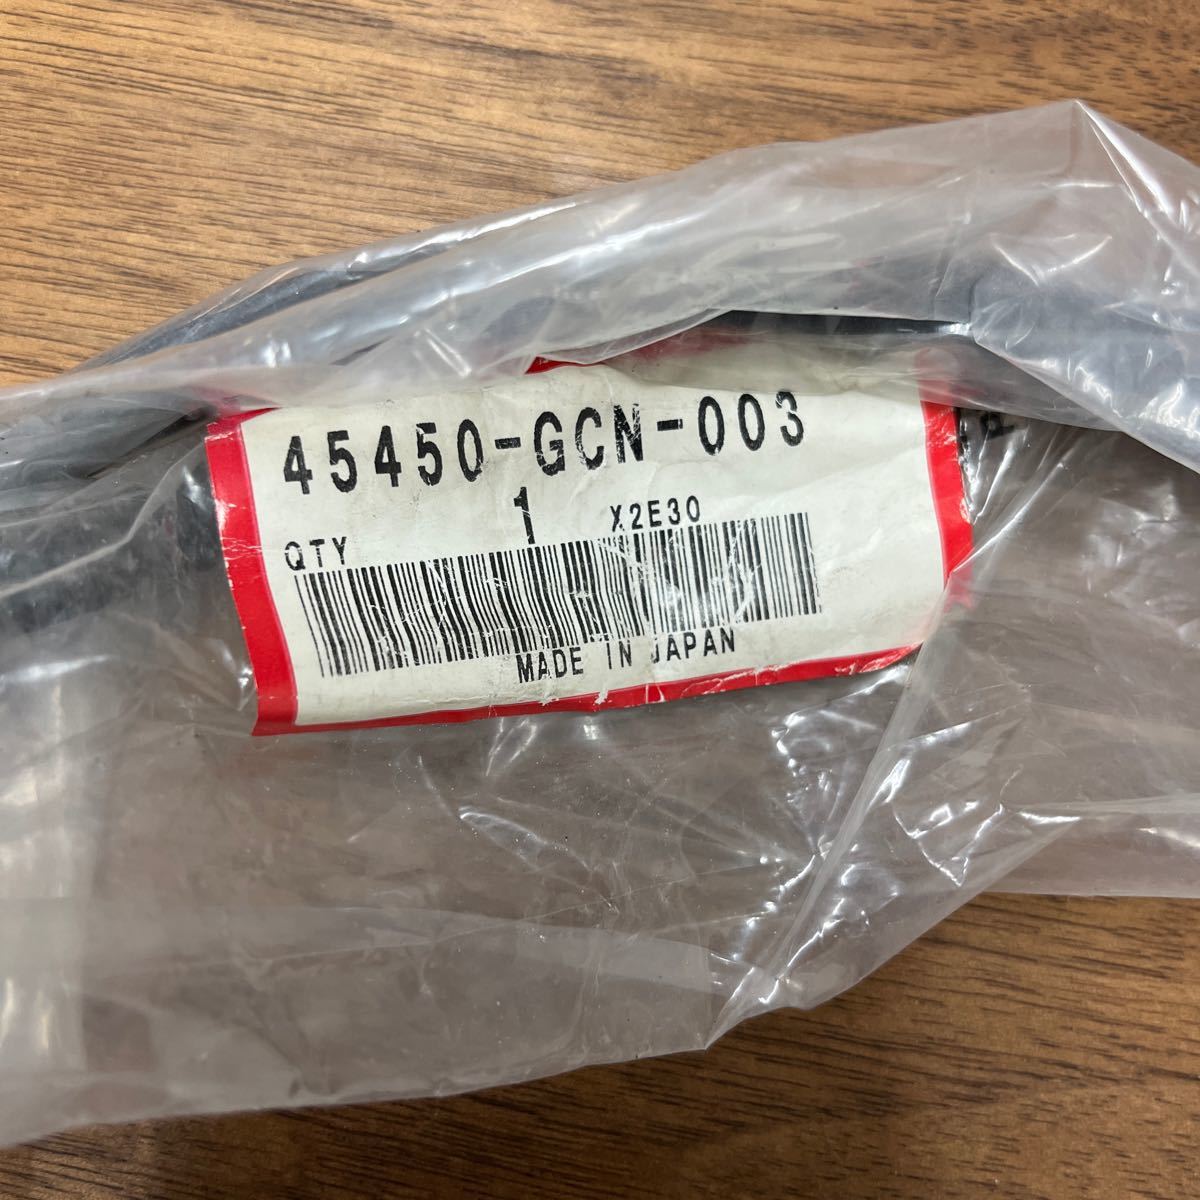 45450-GCN-003
QTY 1 X2E30
MADE IN JAPAN